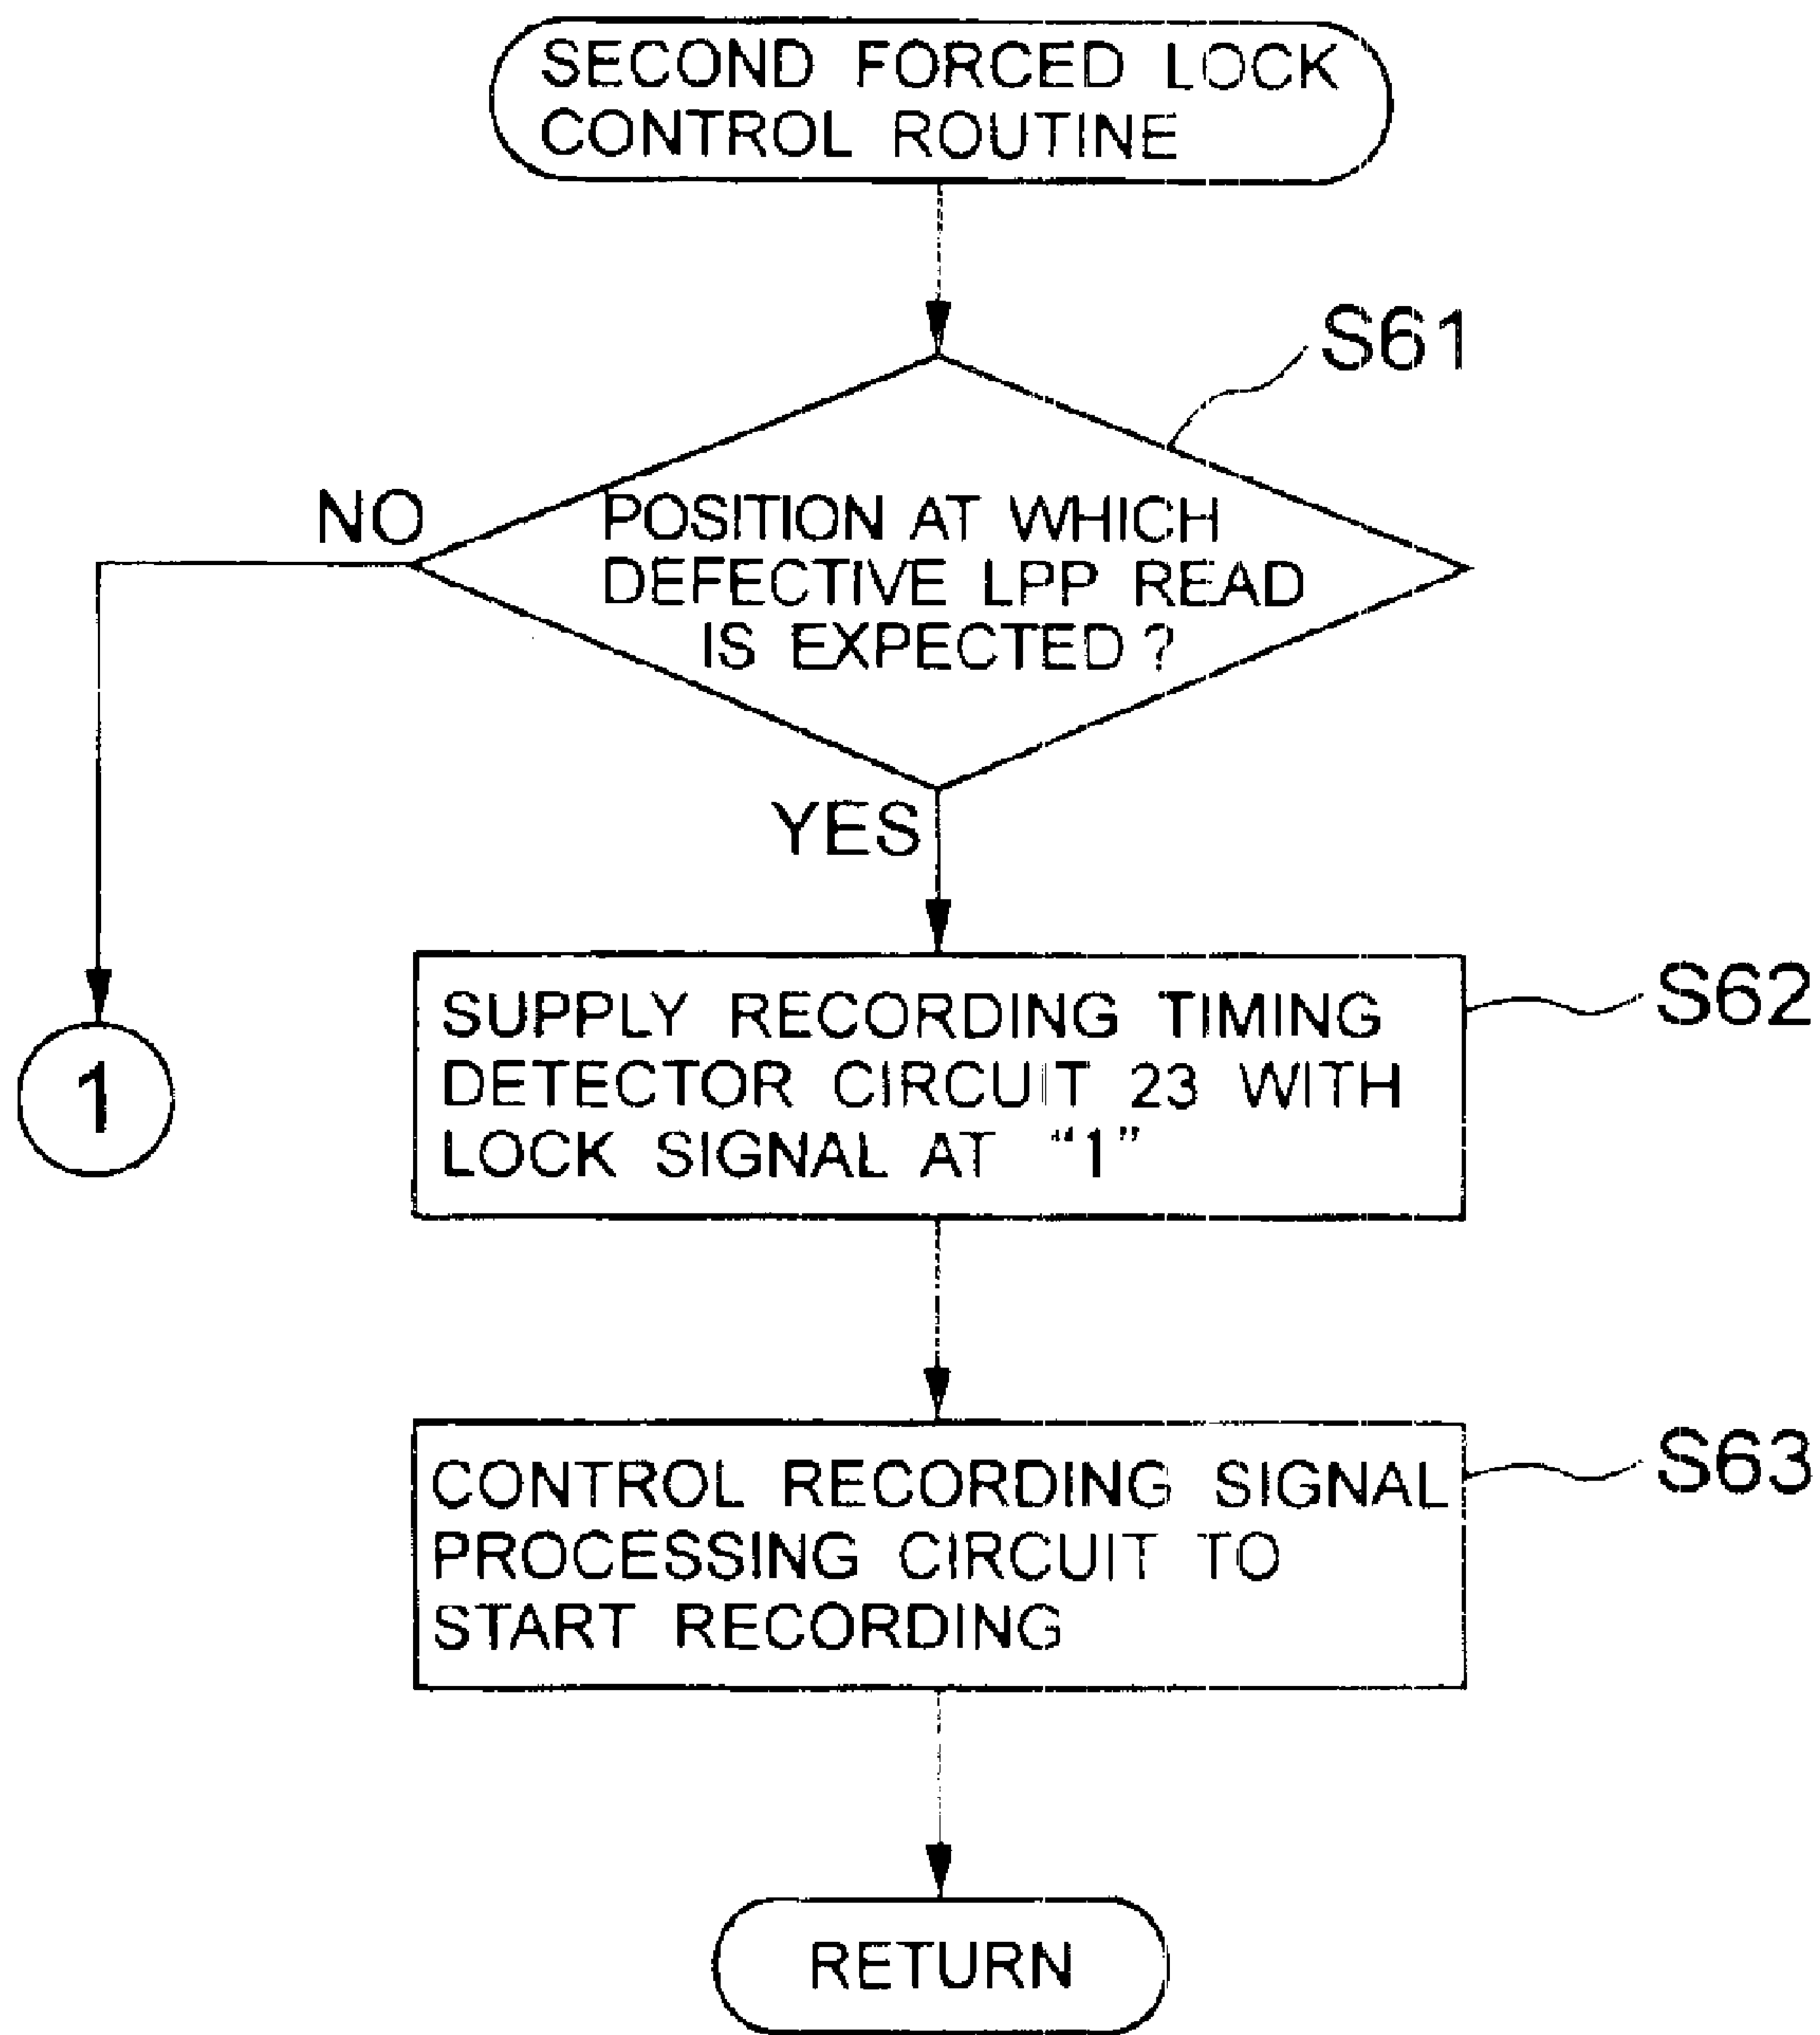 SECOND FORCED LOCK
CONTROL ROUTINE
S61
NO
POSITION AT WHICH
DEFECTIVE LPP READ
IS EXPECTED ?
YES
S62
SUPPLY RECORDING TIMING
DETECTOR CIRCUIT 23 WITH
LOCK SIGNAL AT “1”
1
S63
CONTROL RECORDING SIGNAL
PROCESSING CIRCUIT TO
START RECORDING
RETURN